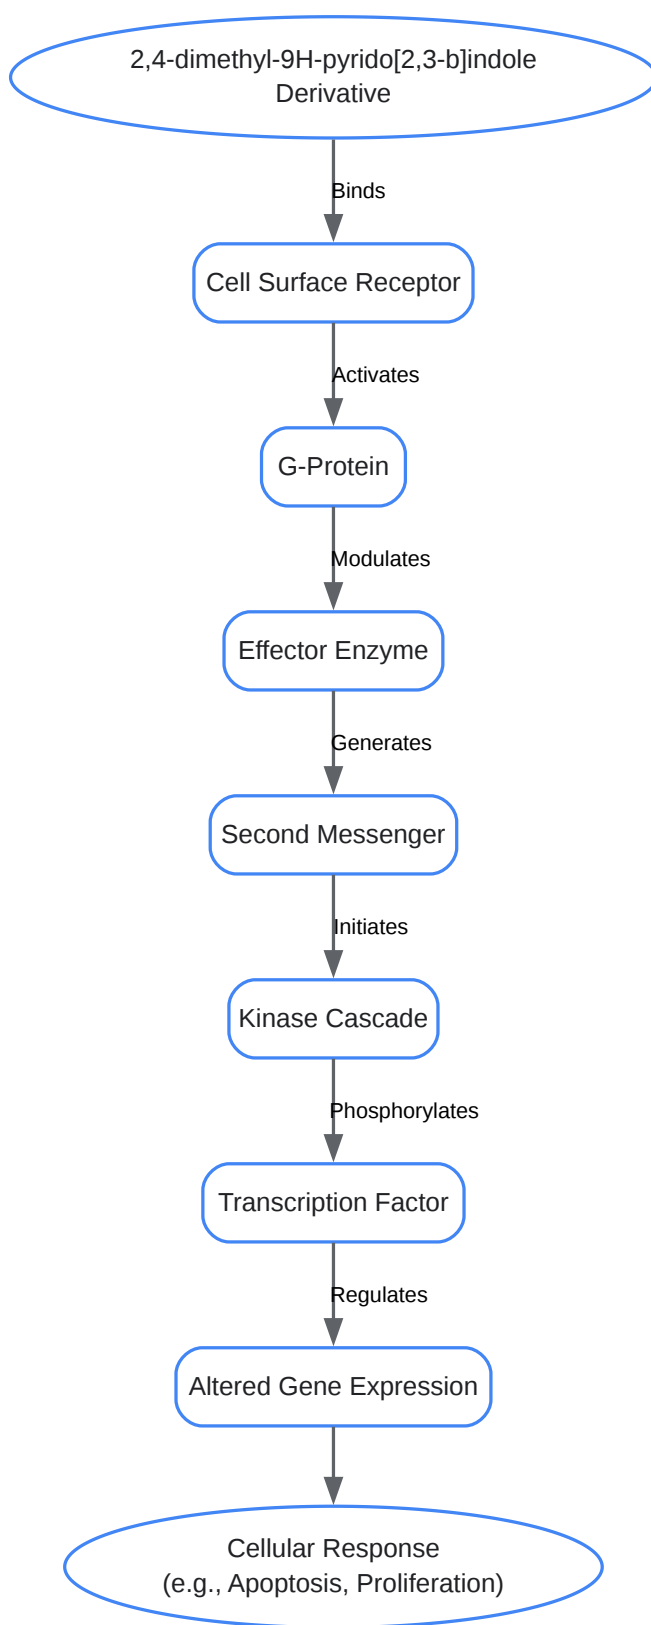 2,4-dimethyl-9H-pyrido[2,3-b]indole
Derivative
Binds
Cell Surface Receptor
Activates
G-Protein
Modulates
Effector Enzyme
Generates
Second Messenger
Initiates
Kinase Cascade
Phosphorylates
Transcription Factor
Regulates
Altered Gene Expression
Cellular Response
(e.g., Apoptosis, Proliferation)